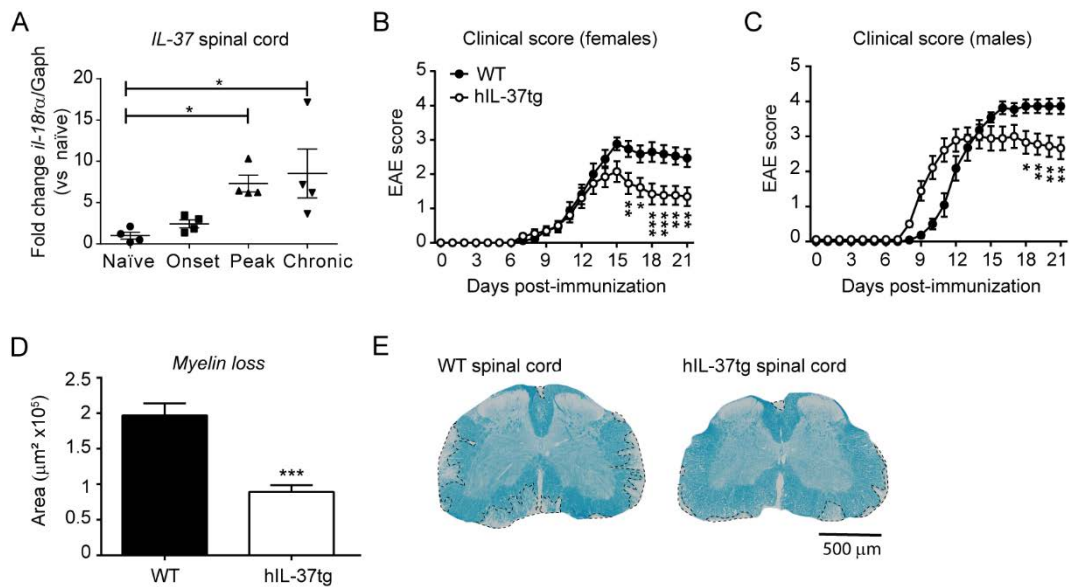 A
IL-37 spinal cord
Fold change il-18rα/Gaph
(vs naïve)
20
15
10
5
0
*
*
Naïve Onset Peak Chronic
B
Clinical score (females)
WT
hIL-37tg
EAE score
5
4
3
2
1
0
** * *** *** ** **
0 3 6 9 12 15 18 21
Days post-immunization
C
Clinical score (males)
EAE score
5
4
3
2
1
0
* ** ** **
0 3 6 9 12 15 18 21
Days post-immunization
D
Myelin loss
Area (µm² x10⁵)
2.5
2
1.5
1
0.5
0
***
WT hIL-37tg
E
WT spinal cord hIL-37tg spinal cord
500 µm